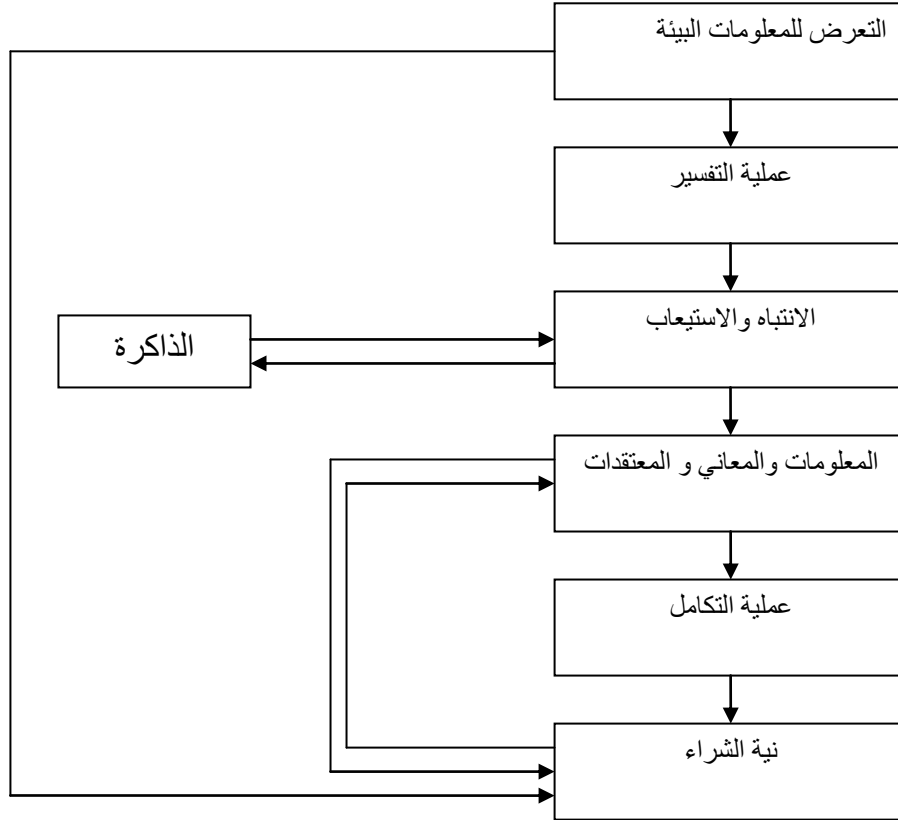 التعرض للمعلومات البيئة
عملية التفسير
الانتباه والاستيعاب
الذاكرة
المعلومات والمعاني و المعتقدات
عملية التكامل
نية الشراء